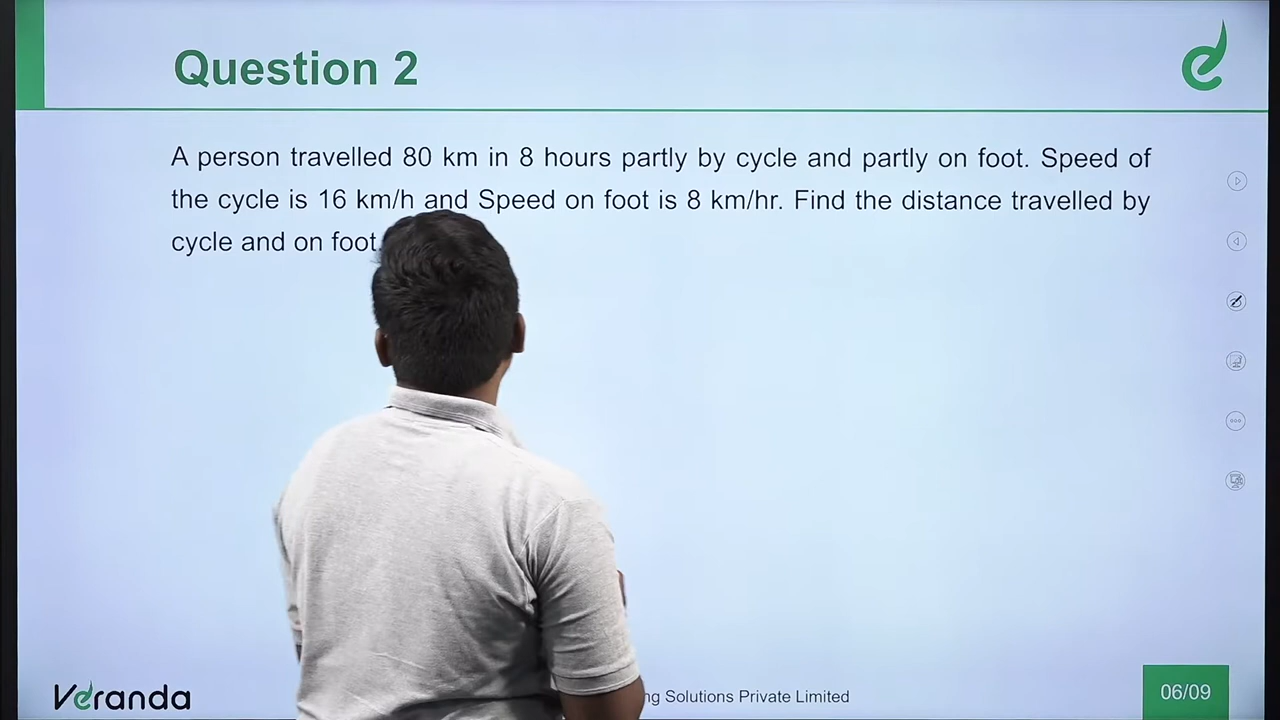 Question 2
A person travelled 80 km in 8 hours partly by cycle and partly on foot. Speed of
the cycle is 16 km/h and Speed on foot is 8 km/hr. Find the distance travelled by
cycle and on foot.
Veranda
Solutions Private Limited
06/09